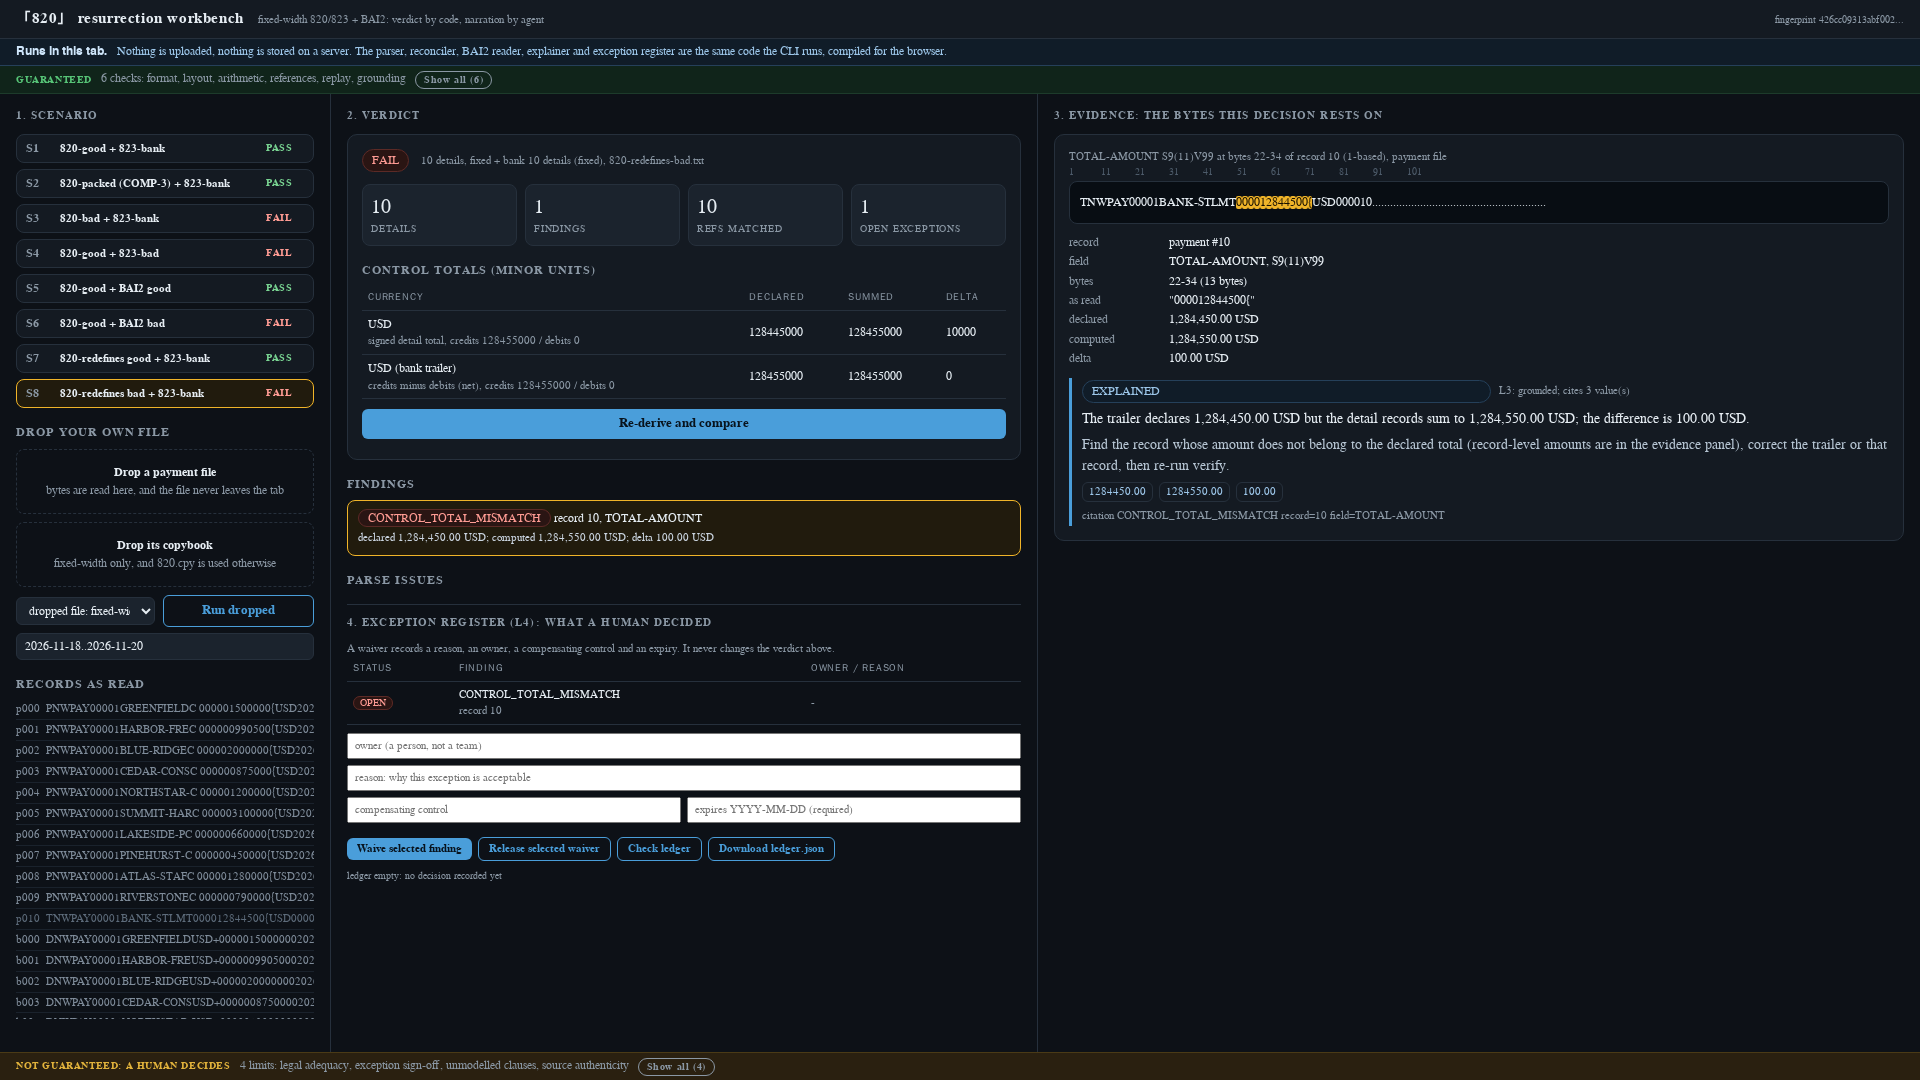 「820」 resurrection workbench fixed-width 820/823 + BAI2: verdict by code, narration by agent fingerprint 426cc09313abf002...
Runs in this tab. Nothing is uploaded, nothing is stored on a server. The parser, reconciler, BAI2 reader, explainer and exception register are the same code the CLI runs, compiled for the browser.
GUARANTEED 6 checks: format, layout, arithmetic, references, replay, grounding Show all (6)
1. SCENARIO
S1 820-good + 823-bank PASS
S2 820-packed (COMP-3) + 823-bank PASS
S3 820-bad + 823-bank FAIL
S4 820-good + 823-bad FAIL
S5 820-good + BAI2 good PASS
S6 820-good + BAI2 bad FAIL
S7 820-redefines good + 823-bank PASS
S8 820-redefines bad + 823-bank FAIL
DROP YOUR OWN FILE
Drop a payment file
bytes are read here, and the file never leaves the tab
Drop its copybook
fixed-width only, and 820.cpy is used otherwise
dropped file: fixed-wi Run dropped
2026-11-18..2026-11-20
RECORDS AS READ
p000 PNWPAY00001GREENFIELDC 000001500000{USD202
p001 PNWPAY00001HARBOR-FREC 000000990500{USD202
p002 PNWPAY00001BLUE-RIDGEC 000002000000{USD202
p003 PNWPAY00001CEDAR-CONSC 000000875000{USD202
p004 PNWPAY00001NORTHSTAR-C 000001200000{USD202
p005 PNWPAY00001SUMMIT-HARC 000003100000{USD202
p006 PNWPAY00001LAKESIDE-PC 000000660000{USD2026
p007 PNWPAY00001PINEHURST-C 000000450000{USD2026
p008 PNWPAY00001ATLAS-STAFC 000001280000{USD202
p009 PNWPAY00001RIVERSTONEC 000000790000{USD202
p010 TNWPAY00001BANK-STLMT000012844500{USD0000
b000 DNWPAY00001GREENFIELDUSD+0000015000000202
b001 DNWPAY00001HARBOR-FREUSD+0000009905000202
b002 DNWPAY00001BLUE-RIDGEUSD+0000020000000202
b003 DNWPAY00001CEDAR-CONSUSD+0000008750000202
2. VERDICT
FAIL 10 details, fixed + bank 10 details (fixed), 820-redefines-bad.txt
10 1 10 1
DETAILS FINDINGS REFS MATCHED OPEN EXCEPTIONS
CONTROL TOTALS (MINOR UNITS)
CURRENCY DECLARED SUMMED DELTA
USD 128445000 128455000 10000
signed detail total, credits 128455000 / debits 0
USD (bank trailer) 128455000 128455000 0
credits minus debits (net), credits 128455000 / debits 0
Re-derive and compare
FINDINGS
CONTROL_TOTAL_MISMATCH record 10, TOTAL-AMOUNT
declared 1,284,450.00 USD; computed 1,284,550.00 USD; delta 100.00 USD
PARSE ISSUES
4. EXCEPTION REGISTER (L4): WHAT A HUMAN DECIDED
A waiver records a reason, an owner, a compensating control and an expiry. It never changes the verdict above.
STATUS FINDING OWNER / REASON
OPEN CONTROL_TOTAL_MISMATCH -
record 10
owner (a person, not a team)
reason: why this exception is acceptable
compensating control expires YYYY-MM-DD (required)
Waive selected finding Release selected waiver Check ledger Download ledger.json
ledger empty: no decision recorded yet
3. EVIDENCE: THE BYTES THIS DECISION RESTS ON
TOTAL-AMOUNT S9(11)V99 at bytes 22-34 of record 10 (1-based), payment file
1 11 21 31 41 51 61 71 81 91 101
TNWPAY00001BANK-STLMT000012844500{USD000010......................................................
record payment #10
field TOTAL-AMOUNT, S9(11)V99
bytes 22-34 (13 bytes)
as read "000012844500{"
declared 1,284,450.00 USD
computed 1,284,550.00 USD
delta 100.00 USD
EXPLAINED L3: grounded; cites 3 value(s)
The trailer declares 1,284,450.00 USD but the detail records sum to 1,284,550.00 USD; the difference is 100.00 USD.
Find the record whose amount does not belong to the declared total (record-level amounts are in the evidence panel), correct the trailer or that
record, then re-run verify.
1284450.00 1284550.00 100.00
citation CONTROL_TOTAL_MISMATCH record=10 field=TOTAL-AMOUNT
NOT GUARANTEED: A HUMAN DECIDES 4 limits: legal adequacy, exception sign-off, unmodelled clauses, source authenticity Show all (4)